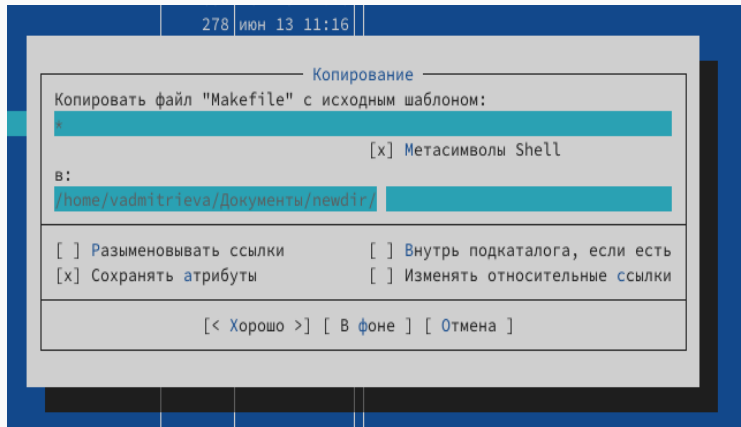 278 июн 13 11:16
Копирование
Копировать файл "Makefile" с исходным шаблоном:
*
[x] Метасимволы Shell
в:
/home/vadmitrieva/Документы/newdir/
[ ] Разыменовывать ссылки [ ] Внутрь подкаталога, если есть
[x] Сохранять атрибуты [ ] Изменять относительные ссылки
[< Хорошо >] [ В фоне ] [ Отмена ]